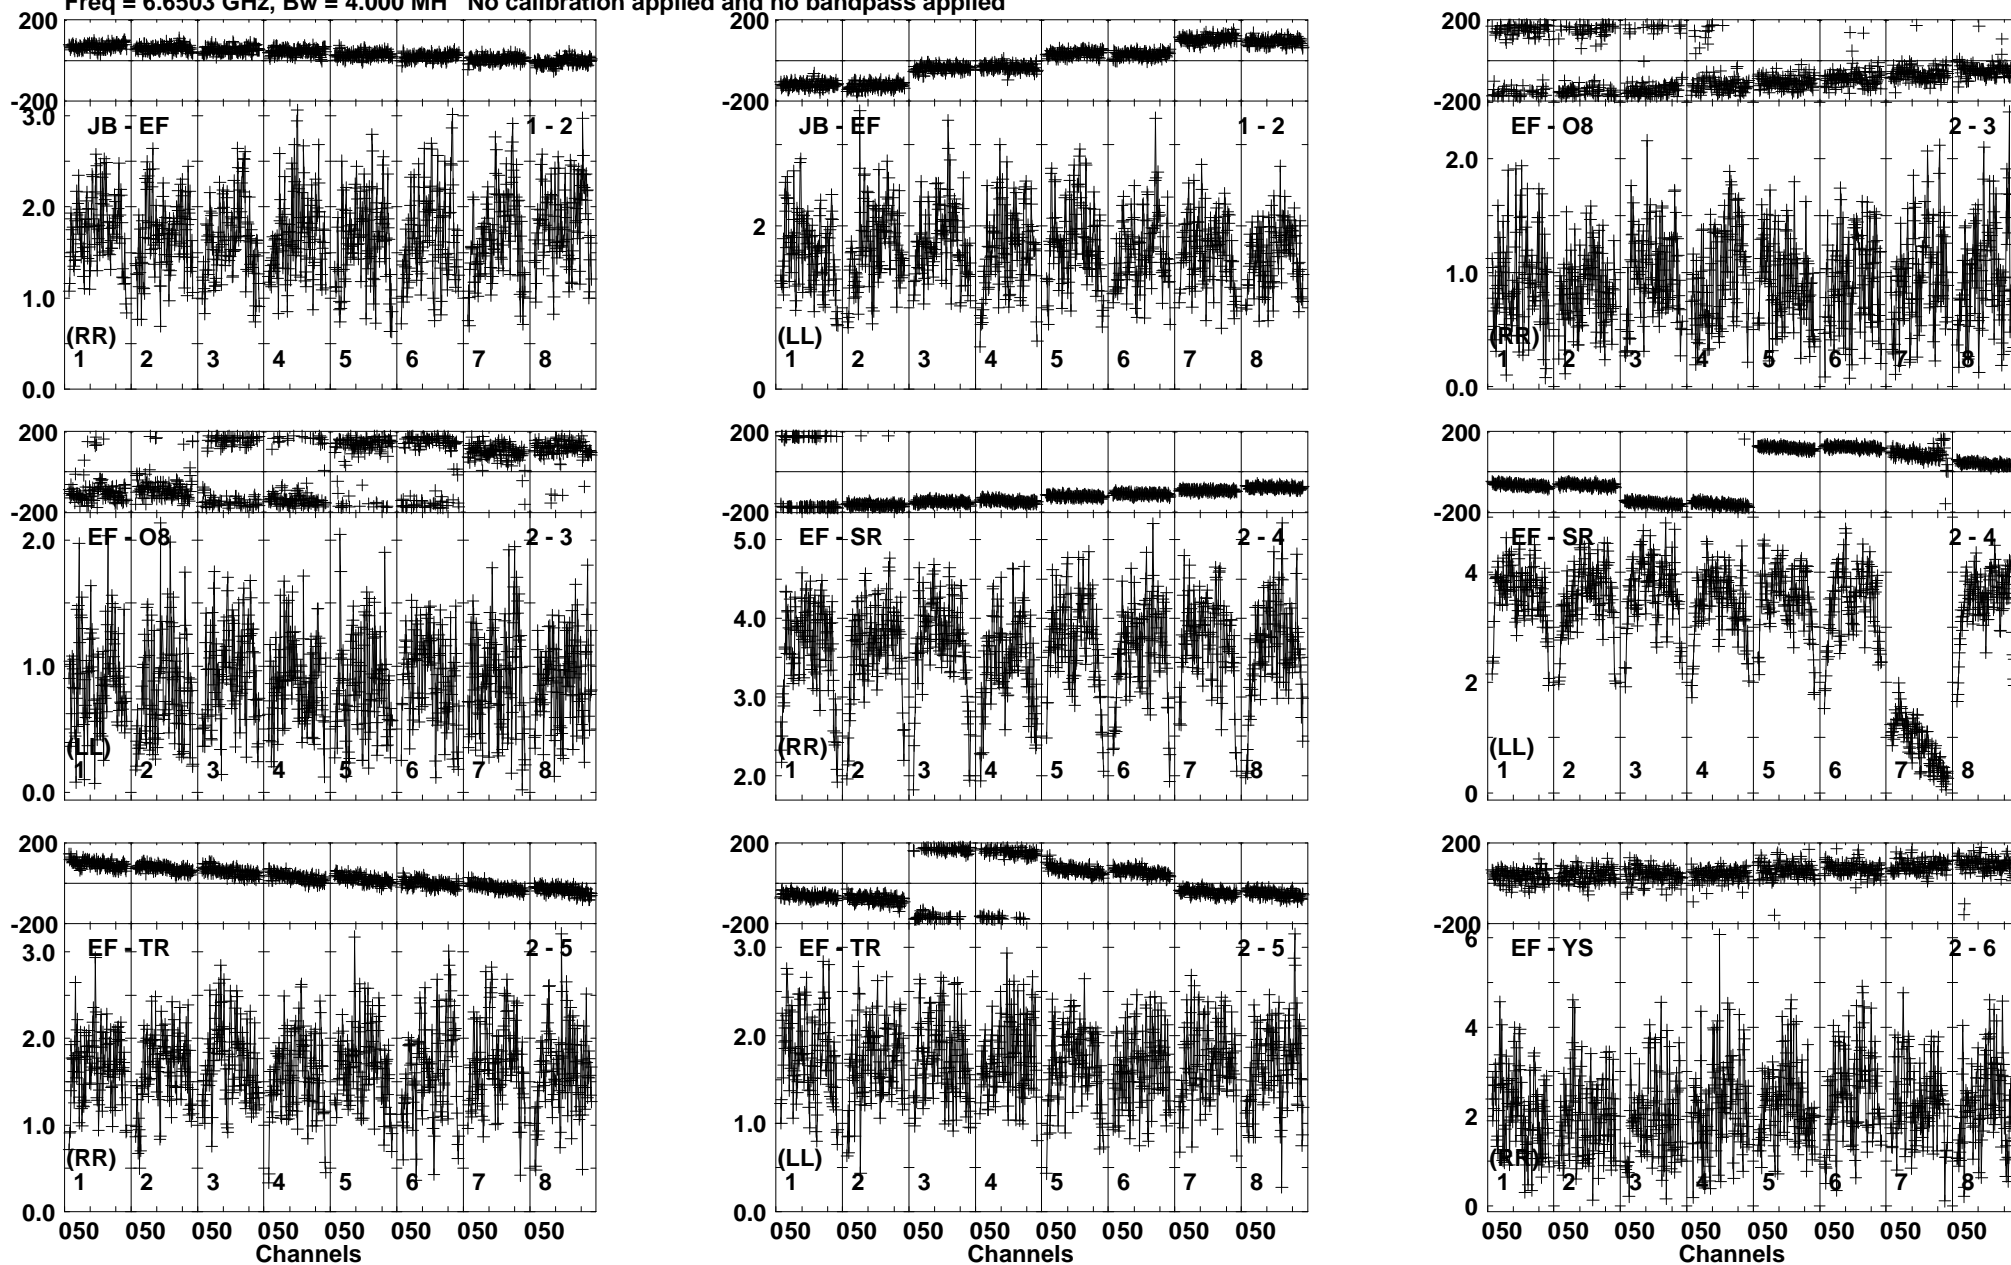 Freq = 6.6503 GHz, Bw = 4.000 MH No calibration applied and no bandpass applied
200 200 200
-200 -200 -200
JB - EF 1 - 2 JB - EF 1 - 2 EF - O8 2 - 3
3.0
2.0 2 2.0
1.0 1.0
(RR) (LL) (RR)
1 2 3 4 5 6 7 8 1 2 3 4 5 6 7 8 1 2 3 4 5 6 7 8
0.0 0 0.0
200 200 200
-200 -200 -200
EF - O8 2 - 3 EF - SR 2 - 4 EF - SR 2 - 4
2.0 5.0
4.0 4
1.0 3.0
2
(LL) (RR) (LL)
1 2 3 4 5 6 7 8 1 2 3 4 5 6 7 8 1 2 3 4 5 6 7 8
0.0 2.0 0
200 200 200
-200 -200 -200
EF - TR 2 - 5 EF - TR 2 - 5 EF - YS 2 - 6
3.0 3.0 6
4
2.0 2.0
2
1.0 1.0
(RR) (LL) (RR)
1 2 3 4 5 6 7 8 1 2 3 4 5 6 7 8 1 2 3 4 5 6 7 8
0.0 0.0 0
050 050 050 050 050 050 050 050 050 050 050 050 050 050 050 050 050 050 050 050 050 050 050 050
Channels Channels